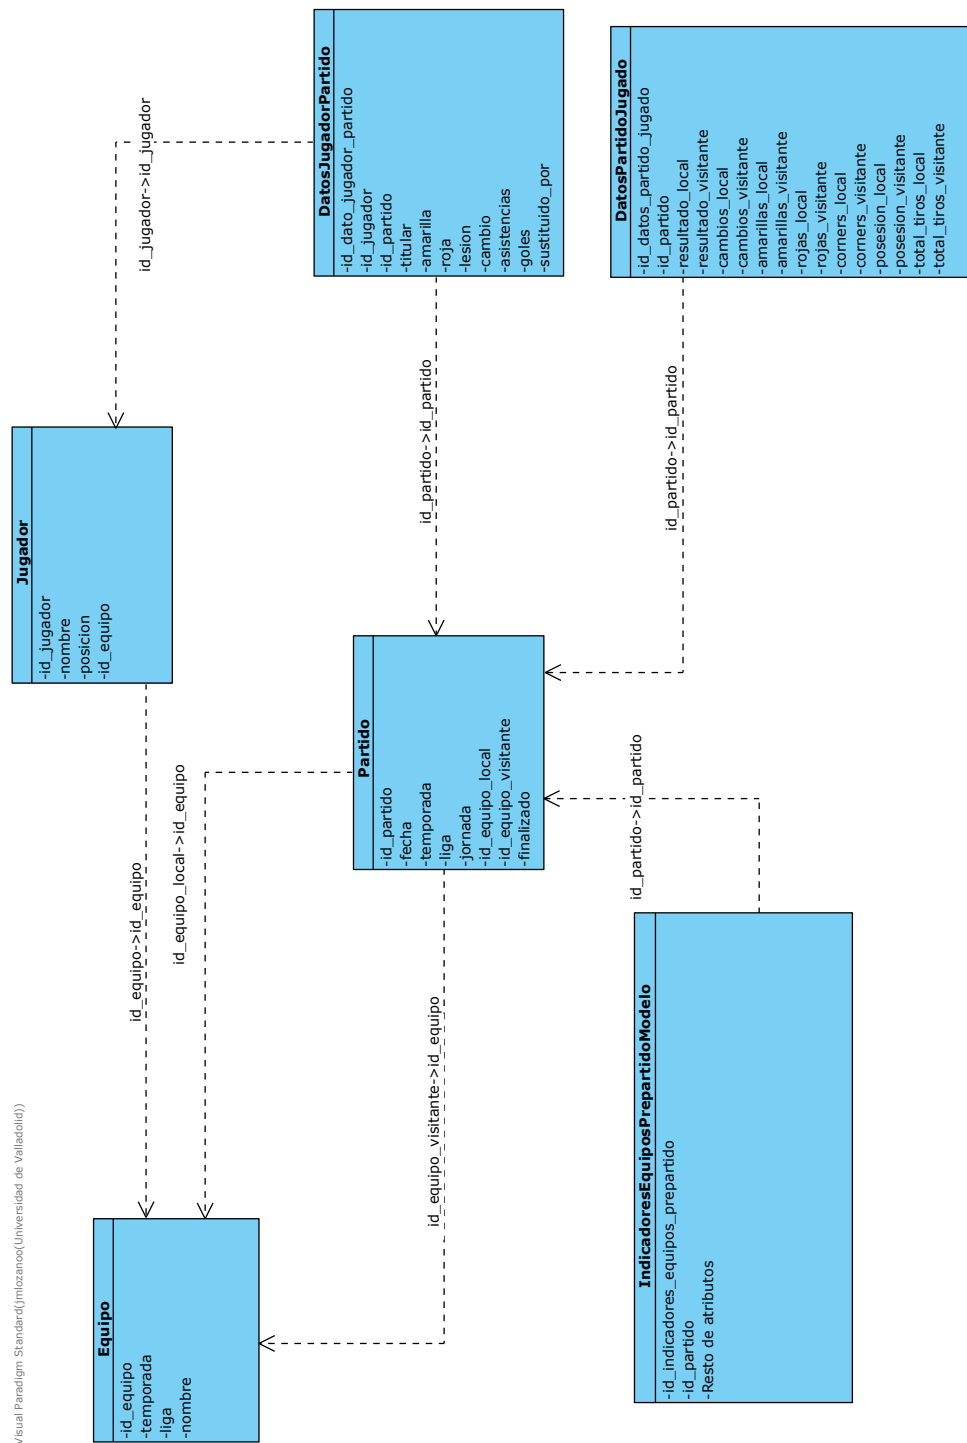 Visual Paradigm Standard(jmlozanoo(Universidad de Valladolid))
Equipo
-id_equipo
-temporada
-liga
-nombre
id_equipo->id_equipo
id_equipo_local->id_equipo
id_equipo_visitante->id_equipo
Jugador
-id_jugador
-nombre
-posicion
-id_equipo
id_jugador->id_jugador
Partido
-id_partido
-fecha
-temporada
-liga
-jornada
-id_equipo_local
-id_equipo_visitante
-finalizado
id_partido->id_partido
DatosJugadorPartido
-id_dato_jugador_partido
-id_jugador
-id_partido
-titular
-amarilla
-roja
-lesion
-cambio
-asistencias
-goles
-sustituido_por
IndicadoresEquiposPrepartidoModelo
-id_indicadores_equipos_prepartido
-id_partido
-Resto de atributos
id_partido->id_partido
id_partido->id_partido
DatosPartidoJugado
-id_datos_partido_jugado
-id_partido
-resultado_local
-resultado_visitante
-cambios_local
-cambios_visitante
-amarillas_local
-amarillas_visitante
-rojas_local
-rojas_visitante
-corners_local
-corners_visitante
-posesion_local
-posesion_visitante
-total_tiros_local
-total_tiros_visitante